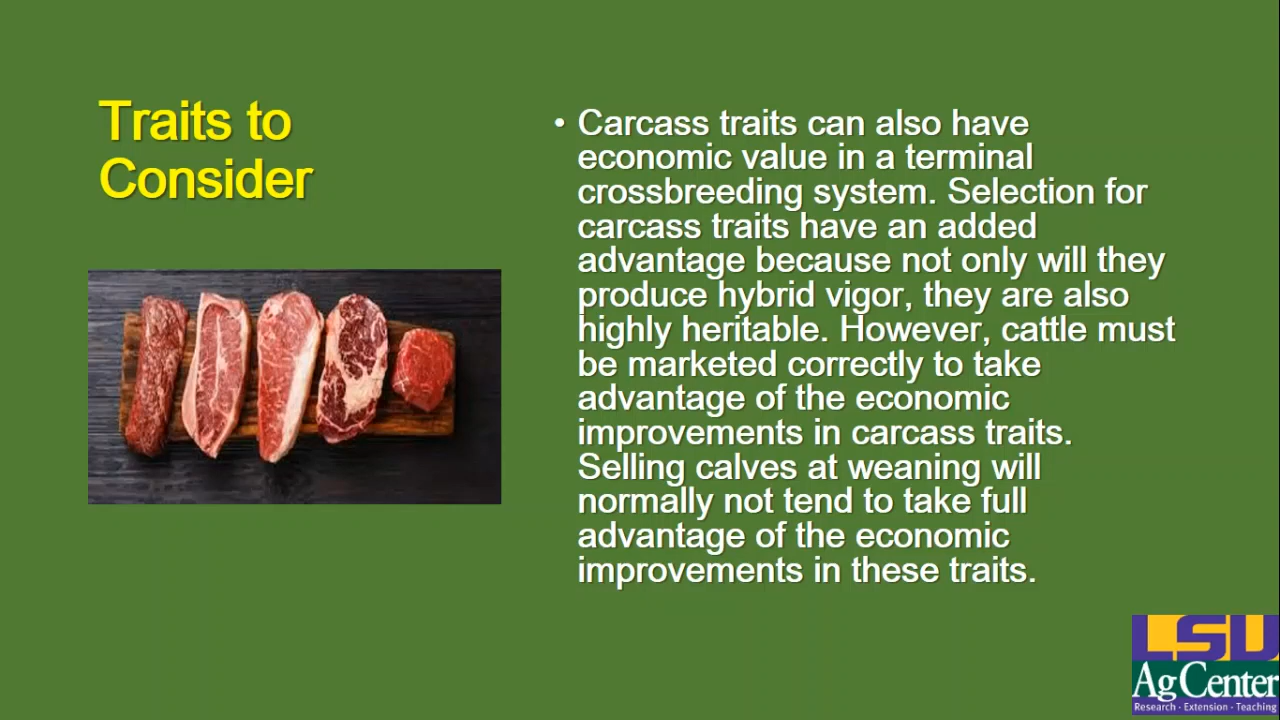 Traits to
Consider
• Carcass traits can also have
economic value in a terminal
crossbreeding system. Selection for
carcass traits have an added
advantage because not only will they
produce hybrid vigor, they are also
highly heritable. However, cattle must
be marketed correctly to take
advantage of the economic
improvements in carcass traits.
Selling calves at weaning will
normally not tend to take full
advantage of the economic
improvements in these traits.
LSU
AgCenter
Research · Extension · Teaching